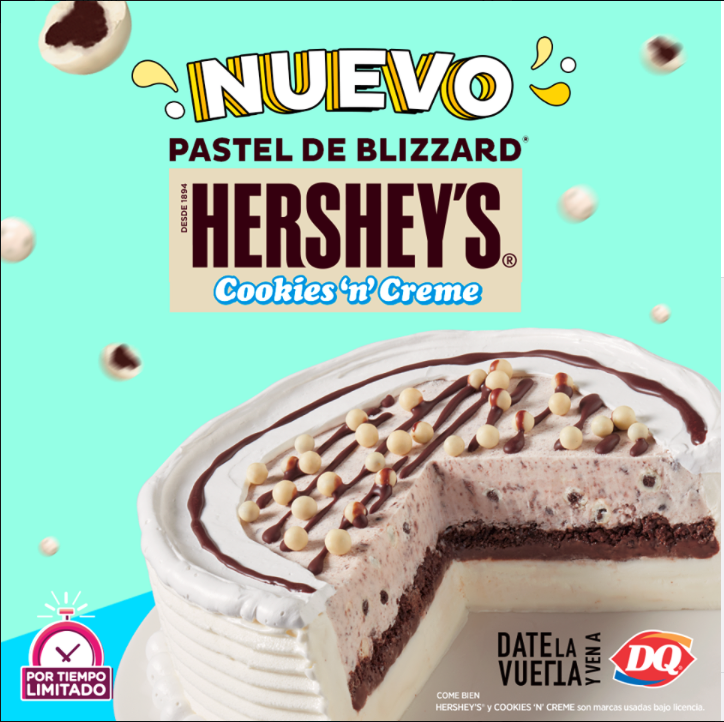 NUEVO
PASTEL DE BLIZZARD®
DESDE 1894
HERSHEY'S®
Cookies 'n' Creme
POR TIEMPO
LIMITADO
DATE LA
VUELTA
Y VEN A
DQ®
COME BIEN
HERSHEY'S® y COOKIES 'N' CREME son marcas usadas bajo licencia.